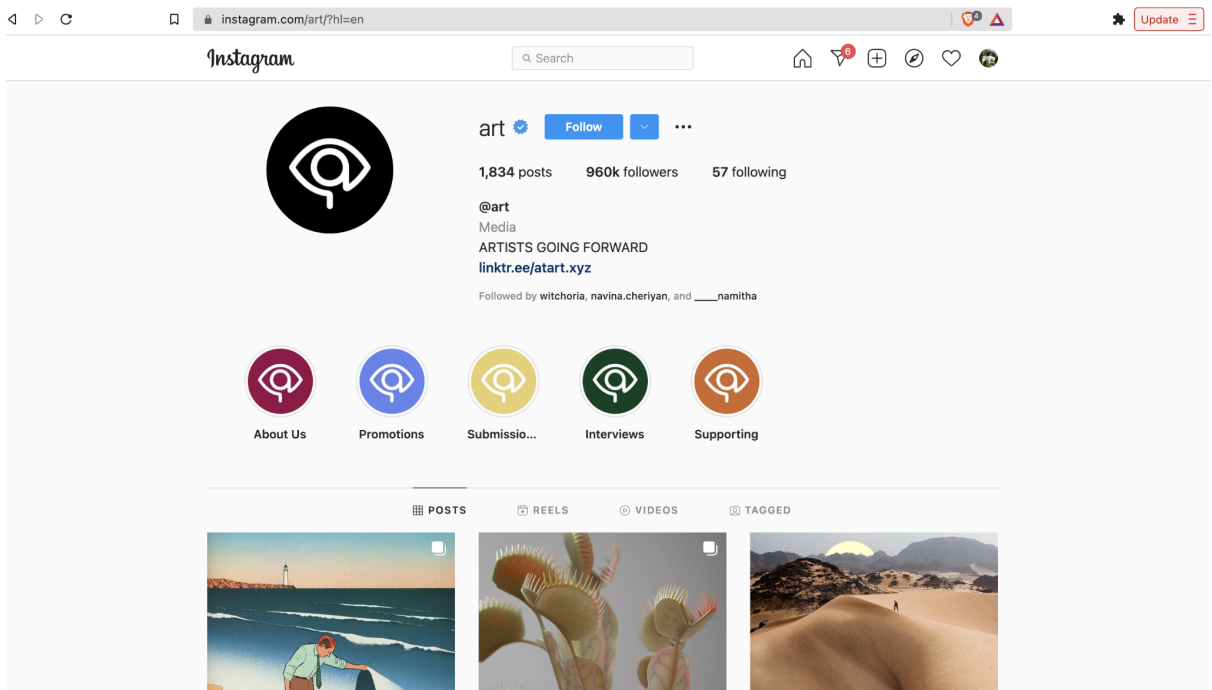 instagram.com/art/?hl=en
4
Update
Instagram
Search
6
art
Follow
1,834 posts 960k followers 57 following
@art
Media
ARTISTS GOING FORWARD
linktr.ee/atart.xyz
Followed by witchoria, navina.cheriyan, and ____namitha
About Us Promotions Submissio... Interviews Supporting
POSTS REELS VIDEOS TAGGED